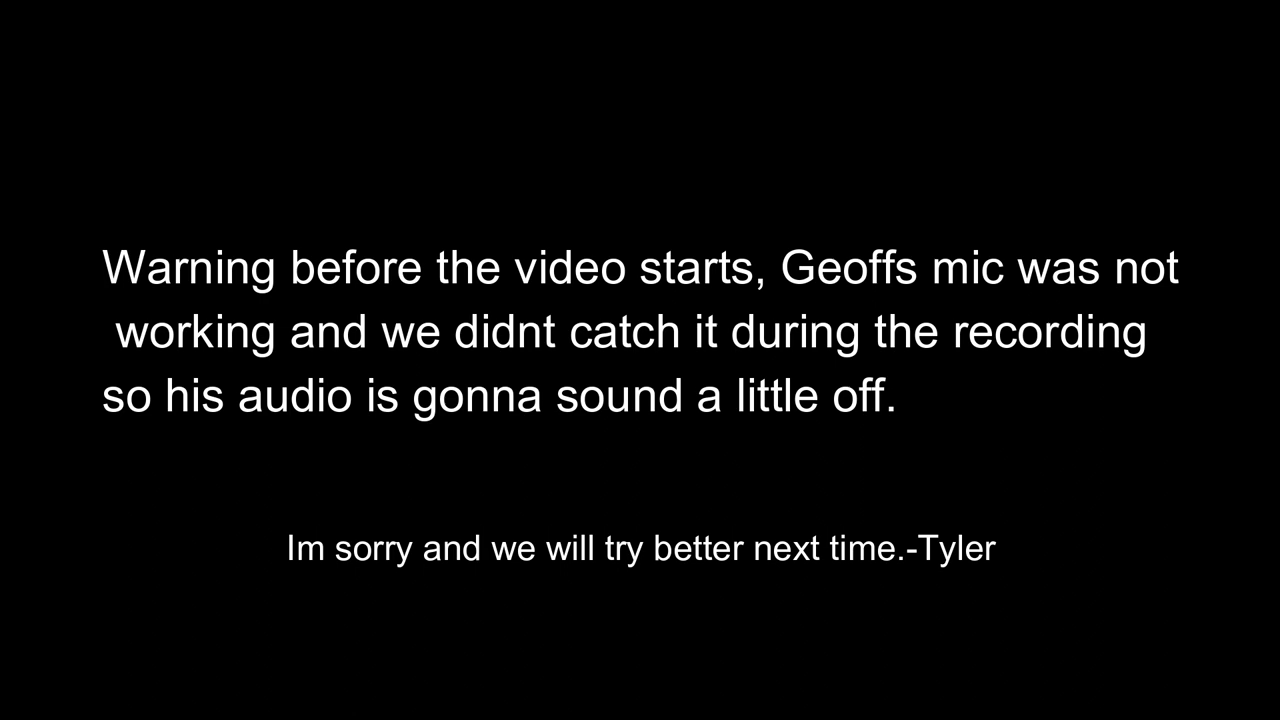 Warning before the video starts, Geoffs mic was not
working and we didnt catch it during the recording
so his audio is gonna sound a little off.
Im sorry and we will try better next time.-Tyler